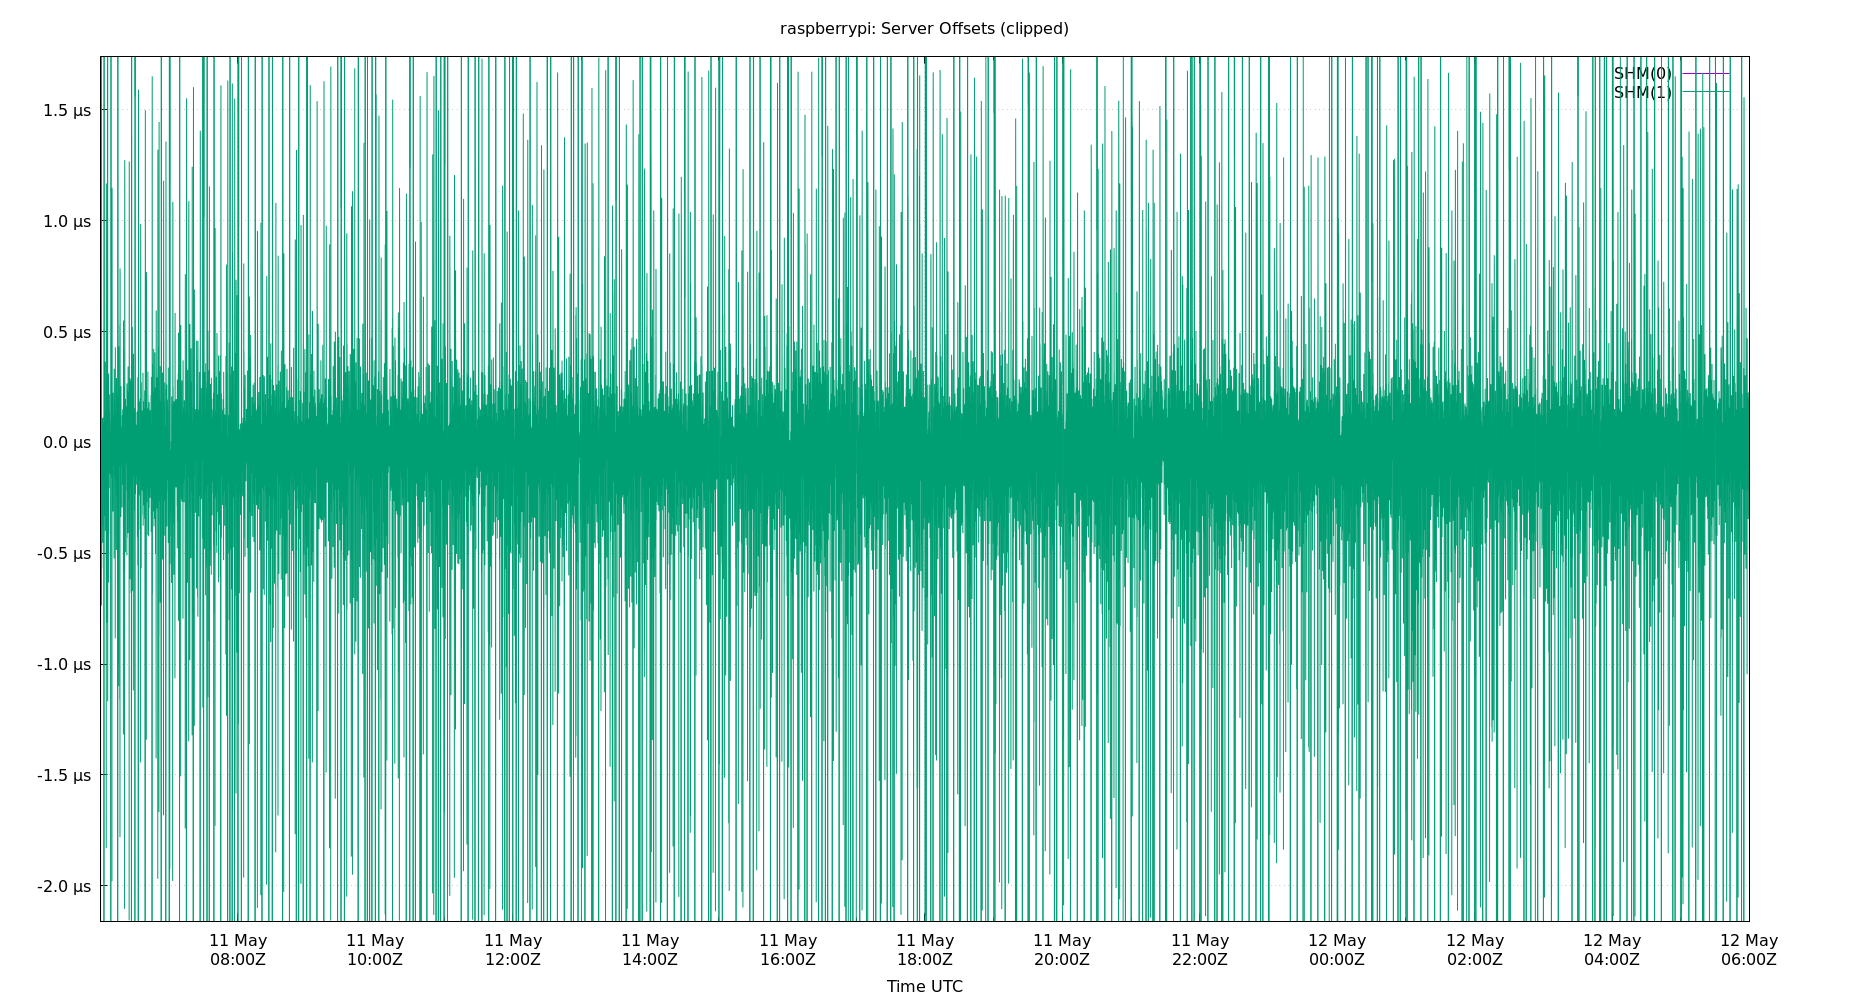 raspberrypi: Server Offsets (clipped)
SHM(0)
SHM(1)
1.5 µs
1.0 µs
0.5 µs
0.0 µs
-0.5 µs
-1.0 µs
-1.5 µs
-2.0 µs
11 May 11 May 11 May 11 May 11 May 11 May 11 May 11 May 12 May 12 May 12 May 12 May
08:00Z 10:00Z 12:00Z 14:00Z 16:00Z 18:00Z 20:00Z 22:00Z 00:00Z 02:00Z 04:00Z 06:00Z
Time UTC